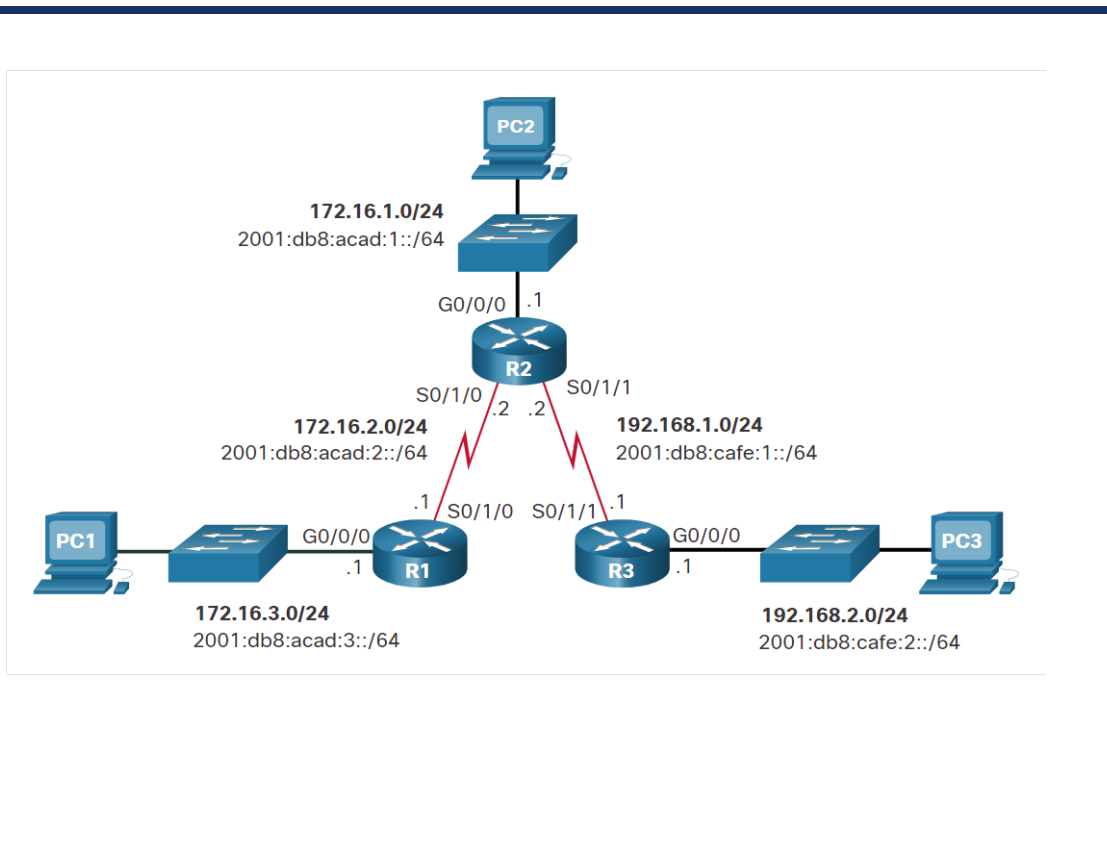 PC2
172.16.1.0/24
2001:db8:acad:1::/64
G0/0/0
.1
R2
S0/1/0
S0/1/1
.2
.2
172.16.2.0/24
2001:db8:acad:2::/64
192.168.1.0/24
2001:db8:cafe:1::/64
.1
S0/1/0
S0/1/1
.1
PC1
G0/0/0
.1
R1
R3
G0/0/0
.1
PC3
172.16.3.0/24
2001:db8:acad:3::/64
192.168.2.0/24
2001:db8:cafe:2::/64